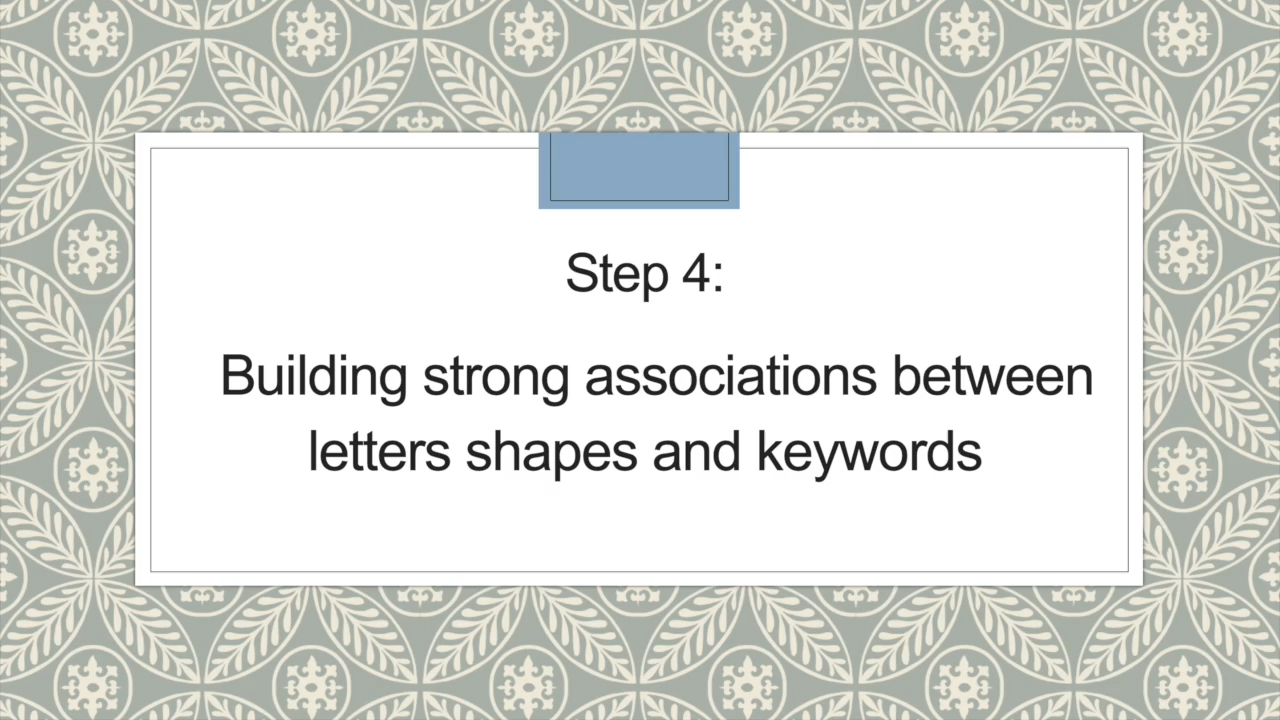 Step 4:
Building strong associations between
letters shapes and keywords